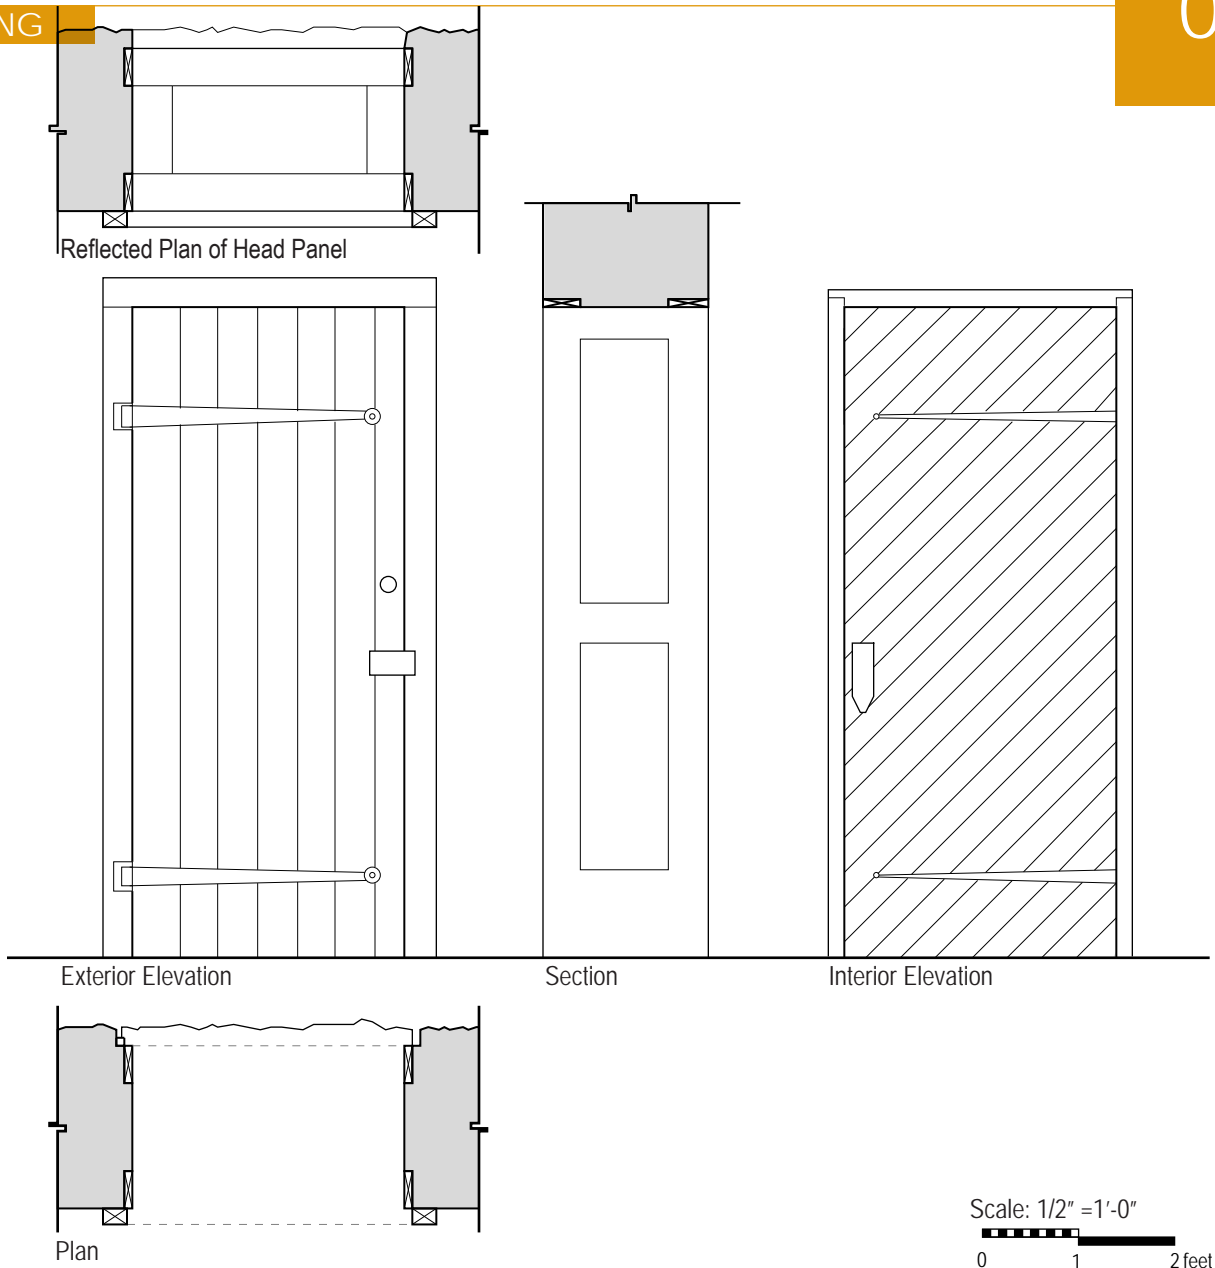 NG
0
Reflected Plan of Head Panel
Exterior Elevation
Section
Interior Elevation
Plan
Scale: 1/2" =1'-0"
0 1 2 feet